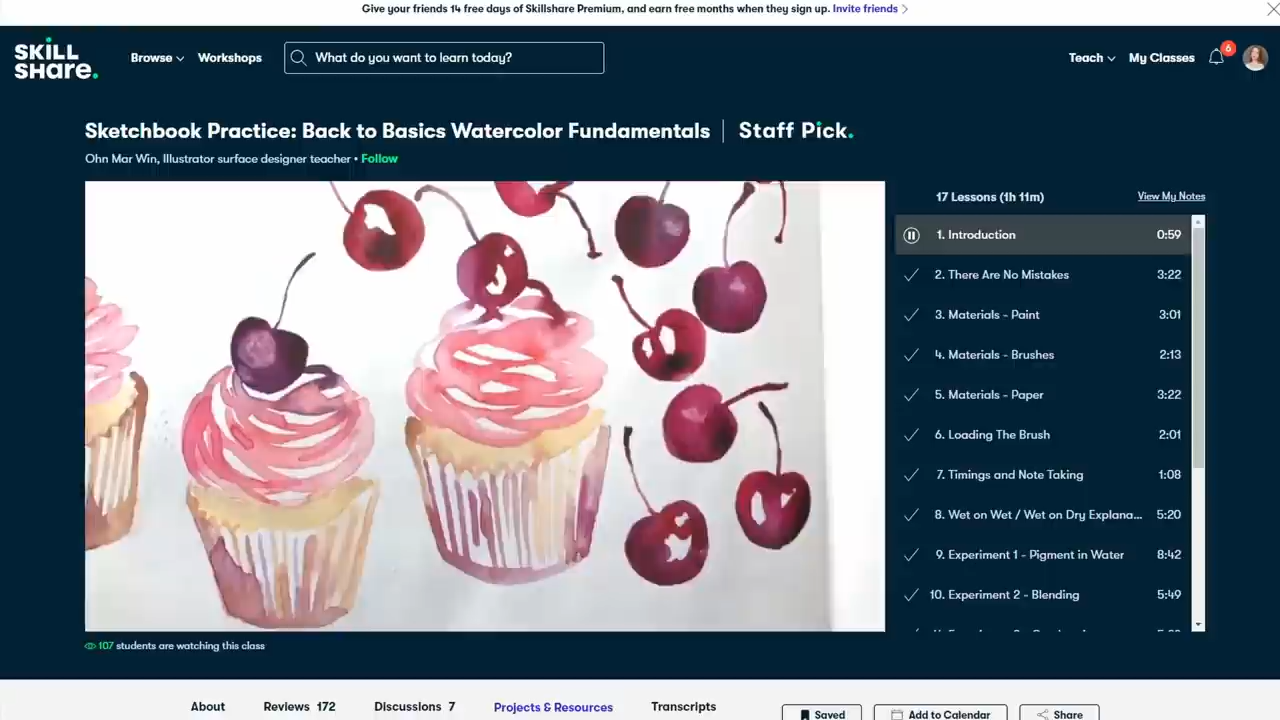 Give your friends 14 free days of Skillshare Premium, and earn free months when they sign up. Invite friends
SKILL
SHARE.
Browse
Workshops
What do you want to learn today?
Teach
My Classes
6
Sketchbook Practice: Back to Basics Watercolor Fundamentals
Staff Pick.
Ohn Mar Win, Illustrator surface designer teacher • Follow
17 Lessons (1h 11m)
View My Notes
1. Introduction 0:59
2. There Are No Mistakes 3:22
3. Materials - Paint 3:01
4. Materials - Brushes 2:13
5. Materials - Paper 3:22
6. Loading The Brush 2:01
7. Timings and Note Taking 1:08
8. Wet on Wet / Wet on Dry Explana... 5:20
9. Experiment 1 - Pigment in Water 8:42
10. Experiment 2 - Blending 5:49
107 students are watching this class
About
Reviews 172
Discussions 7
Projects & Resources
Transcripts
Saved
Add to Calendar
Share